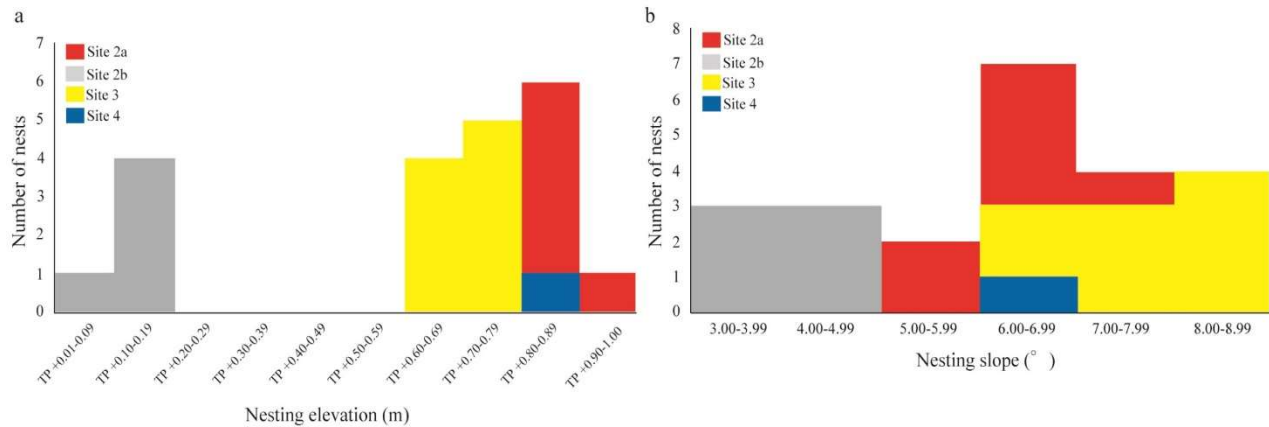 a
Number of nests
7
6
5
4
3
2
1
0
Site 2a
Site 2b
Site 3
Site 4
TP +0.01-0.09
TP +0.10-0.19
TP +0.20-0.29
TP +0.30-0.39
TP +0.40-0.49
TP +0.50-0.59
TP +0.60-0.69
TP +0.70-0.79
TP +0.80-0.89
TP +0.90-1.00
Nesting elevation (m)
b
Number of nests
8
7
6
5
4
3
2
1
0
Site 2a
Site 2b
Site 3
Site 4
3.00-3.99
4.00-4.99
5.00-5.99
6.00-6.99
7.00-7.99
8.00-8.99
Nesting slope (° )